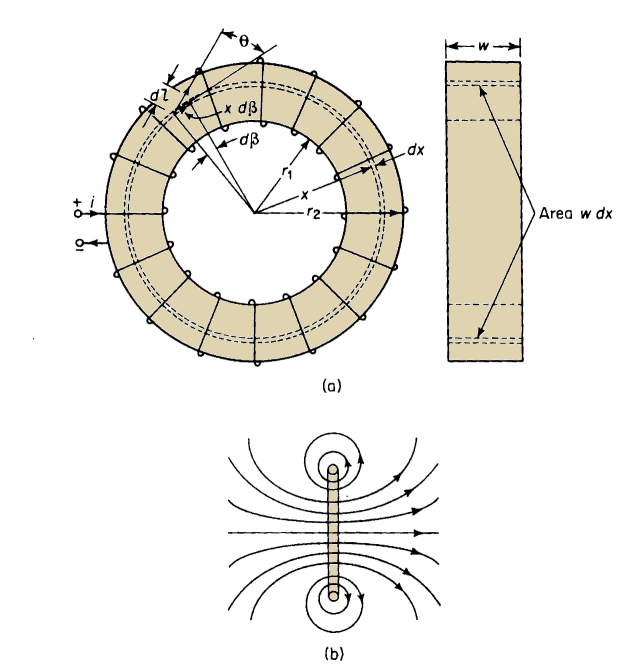 θ
w
dl
x dβ
dβ
r₁
dx
x
+ i
r₂
−
Area w dx
(a)
(b)